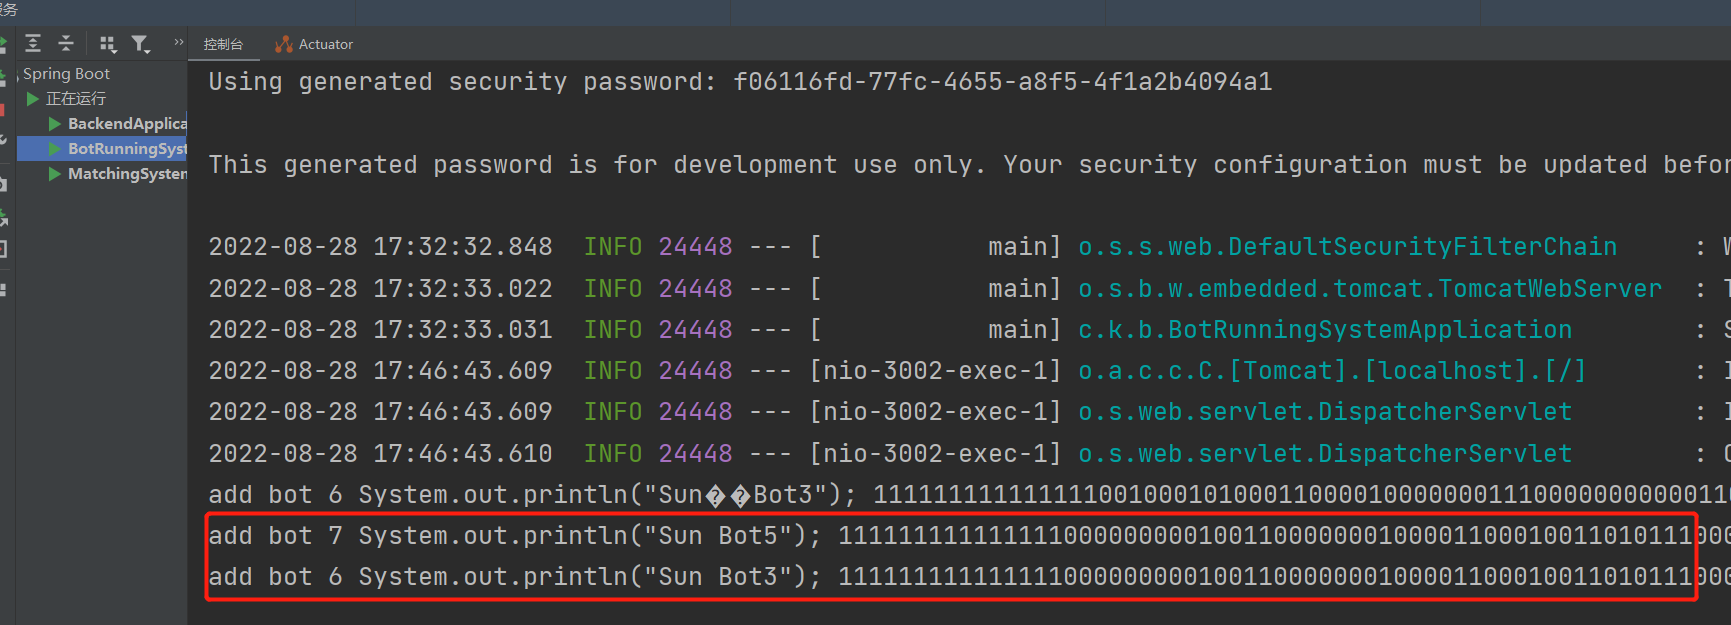 服务
控制台 Actuator
Spring Boot
正在运行
BackendApplica
BotRunningSyst
MatchingSystem
Using generated security password: f06116fd-77fc-4655-a8f5-4f1a2b4094a1
This generated password is for development use only. Your security configuration must be updated befor
2022-08-28 17:32:32.848 INFO 24448 --- [ main] o.s.s.web.DefaultSecurityFilterChain : W
2022-08-28 17:32:33.022 INFO 24448 --- [ main] o.s.b.w.embedded.tomcat.TomcatWebServer : T
2022-08-28 17:32:33.031 INFO 24448 --- [ main] c.k.b.BotRunningSystemApplication : S
2022-08-28 17:46:43.609 INFO 24448 --- [nio-3002-exec-1] o.a.c.c.C.[Tomcat].[localhost].[/] : I
2022-08-28 17:46:43.609 INFO 24448 --- [nio-3002-exec-1] o.s.web.servlet.DispatcherServlet : I
2022-08-28 17:46:43.610 INFO 24448 --- [nio-3002-exec-1] o.s.web.servlet.DispatcherServlet : C
add bot 6 System.out.println("Sun��Bot3");
add bot 7 System.out.println("Sun Bot5");
add bot 6 System.out.println("Sun Bot3");